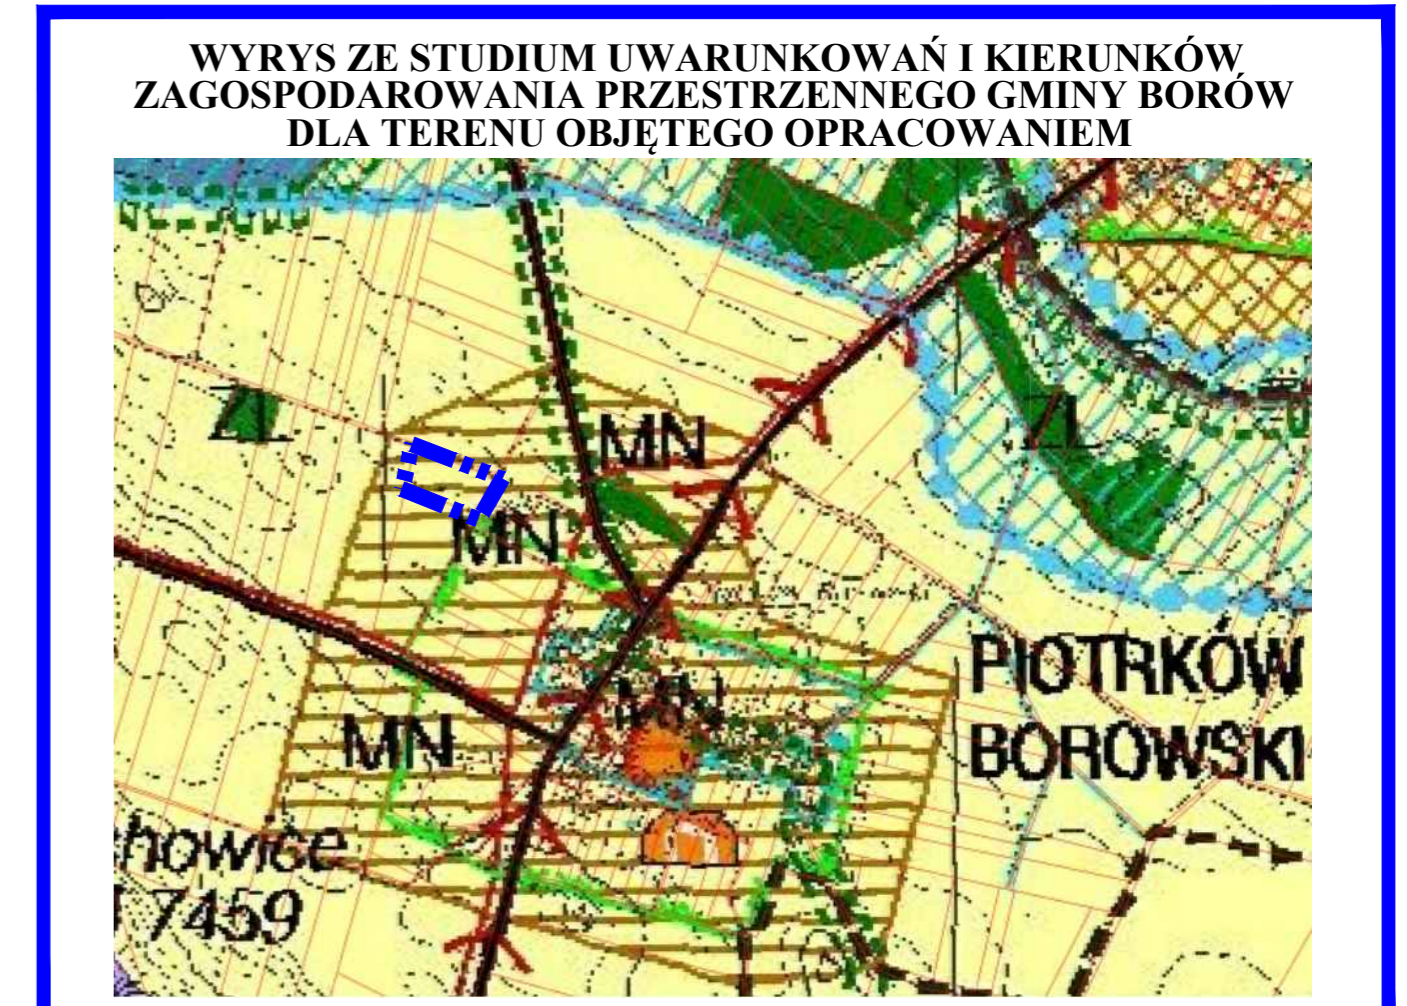 WYRYS ZE STUDIUM UWARUNKOWAŃ I KIERUNKÓW
ZAGOSPODAROWANIA PRZESTRZENNEGO GMINY BORÓW
DLA TERENU OBJĘTEGO OPRACOWANIEM
ZL
MN
ZL
MN
PIOTRKÓW
BOROWSKI
MN
MN
howice
7459